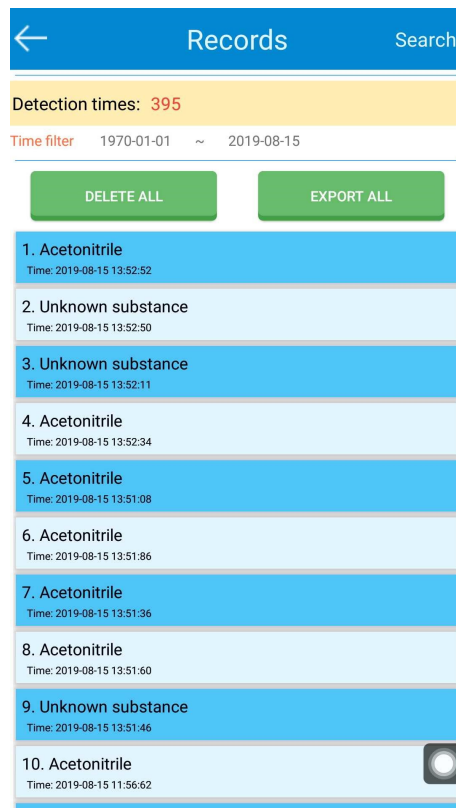 Records
Search
Detection times: 395
Time filter 1970-01-01 ~ 2019-08-15
DELETE ALL EXPORT ALL
1. Acetonitrile
Time: 2019-08-15 13:52:52
2. Unknown substance
Time: 2019-08-15 13:52:50
3. Unknown substance
Time: 2019-08-15 13:52:11
4. Acetonitrile
Time: 2019-08-15 13:52:34
5. Acetonitrile
Time: 2019-08-15 13:51:08
6. Acetonitrile
Time: 2019-08-15 13:51:86
7. Acetonitrile
Time: 2019-08-15 13:51:36
8. Acetonitrile
Time: 2019-08-15 13:51:60
9. Unknown substance
Time: 2019-08-15 13:51:46
10. Acetonitrile
Time: 2019-08-15 11:56:62